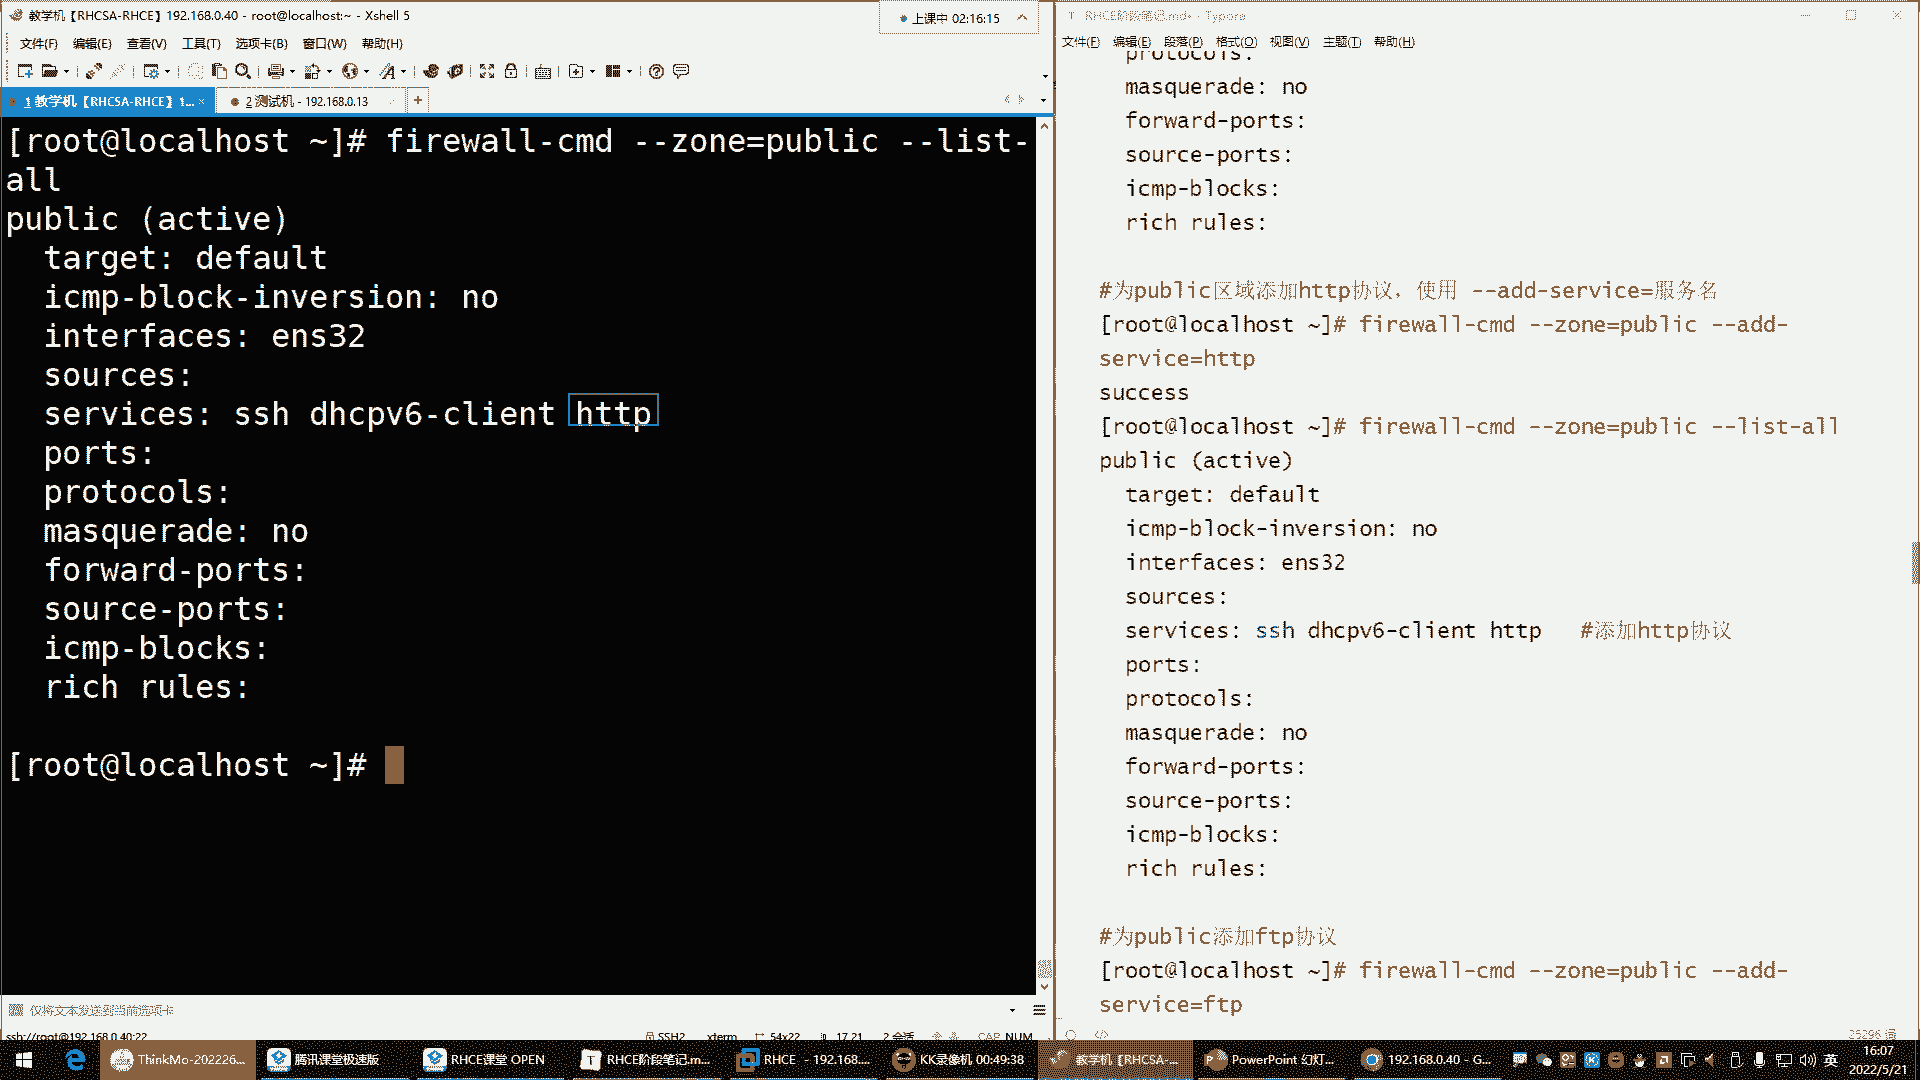 教学机【RHCSA-RHCE】192.168.0.40 - root@localhost:~ - Xshell 5
上课中 02:16:15
文件(F) 编辑(E) 查看(V) 工具(T) 选项卡(B) 窗口(W) 帮助(H)
1 教学机【RHCSA-RHCE】1... ×
2 测试机 - 192.168.0.13
+
[root@localhost ~]# firewall-cmd --zone=public --list-
all
public (active)
target: default
icmp-block-inversion: no
interfaces: ens32
sources:
services: ssh dhcpv6-client http
ports:
protocols:
masquerade: no
forward-ports:
source-ports:
icmp-blocks:
rich rules:
[root@localhost ~]#
仅将文本发送到当前选项卡
ssh://root@192.168.0.40:22
SSH2 xterm 54x22 17,21 2 会话 CAP NUM
RHCE阶段笔记.md• - Typora
文件(F) 编辑(E) 段落(P) 格式(O) 视图(V) 主题(T) 帮助(H)
protocols:
masquerade: no
forward-ports:
source-ports:
icmp-blocks:
rich rules:
#为public区域添加http协议，使用 --add-service=服务名
[root@localhost ~]# firewall-cmd --zone=public --add-
service=http
success
[root@localhost ~]# firewall-cmd --zone=public --list-all
public (active)
target: default
icmp-block-inversion: no
interfaces: ens32
sources:
services: ssh dhcpv6-client http #添加http协议
ports:
protocols:
masquerade: no
forward-ports:
source-ports:
icmp-blocks:
rich rules:
#为public添加ftp协议
[root@localhost ~]# firewall-cmd --zone=public --add-
service=ftp
25296 词
ThinkMo-202226...
腾讯课堂极速版
RHCE课堂 OPEN
RHCE阶段笔记.m...
RHCE - 192.168....
KK录像机 00:49:38
教学机【RHCSA-...
PowerPoint 幻灯...
192.168.0.40 - G...
英
16:07
2022/5/21